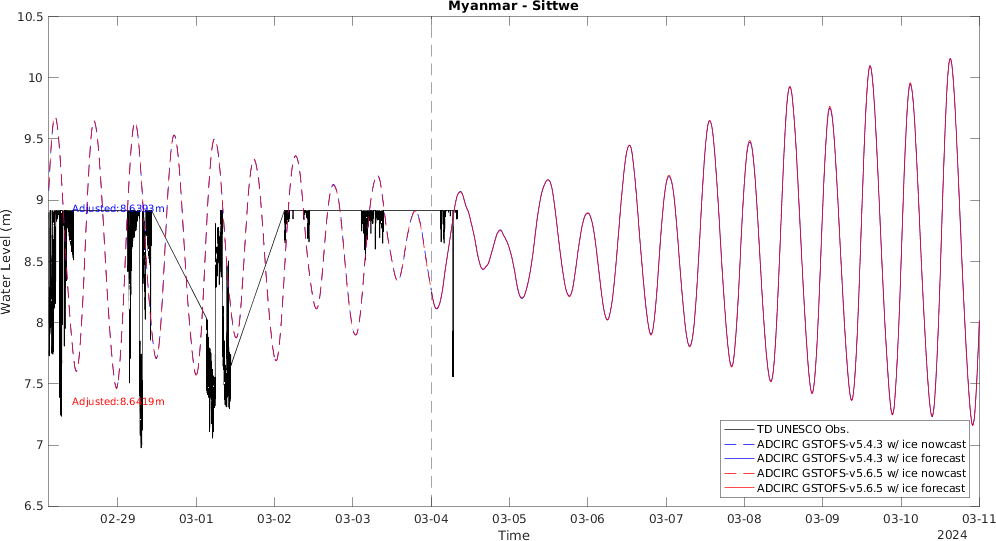 Myanmar - Sittwe
10.5
10
9.5
9
8.5
8
7.5
7
6.5
Water Level (m)
Adjusted:8.6393m
Adjusted:8.6419m
TD UNESCO Obs.
ADCIRC GSTOFS-v5.4.3 w/ ice nowcast
ADCIRC GSTOFS-v5.4.3 w/ ice forecast
ADCIRC GSTOFS-v5.6.5 w/ ice nowcast
ADCIRC GSTOFS-v5.6.5 w/ ice forecast
02-29 03-01 03-02 03-03 03-04 03-05 03-06 03-07 03-08 03-09 03-10 03-11
Time
2024